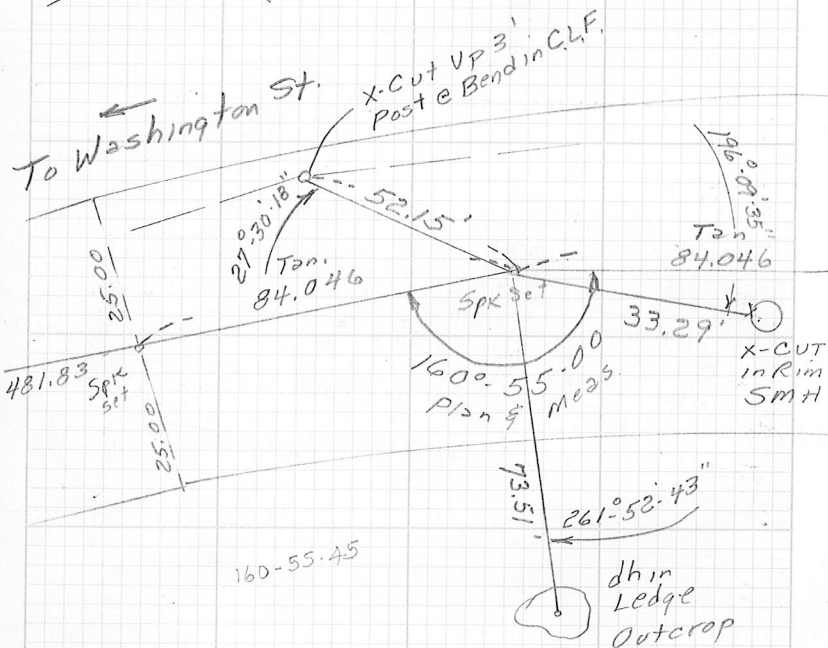 To Washington St.
X-Cut Up 3'
Post @ Bend in C.L.F.
196°-09'-35"
27°-30'-18"
52.15'
Tan.
84.046
Tan
84.046
25.00
Spk Set
33.29'
X-CUT
in Rim
SmH
481.83
Spk
set
160°-55-00
Plan & Meas.
25.00
73.51'
261°-52'-43"
160-55-45
dh in
Ledge
Outcrop